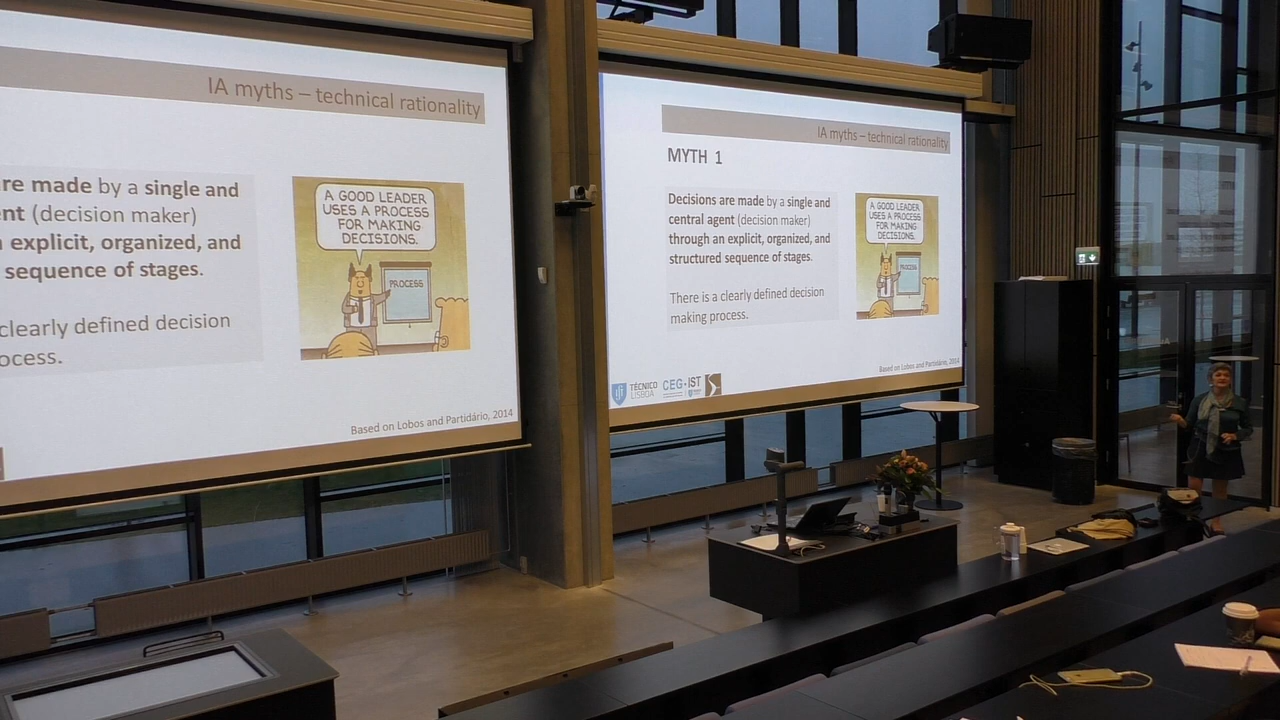 IA myths – technical rationality
are made by a single and
ent (decision maker)
explicit, organized, and
sequence of stages.
clearly defined decision
ocess.
A GOOD LEADER
USES A PROCESS
FOR MAKING
DECISIONS.
PROCESS
Based on Lobos and Partidário, 2014
IA myths – technical rationality
MYTH 1
Decisions are made by a single and
central agent (decision maker)
through an explicit, organized, and
structured sequence of stages.
There is a clearly defined decision
making process.
A GOOD LEADER
USES A PROCESS
FOR MAKING
DECISIONS.
PROCESS
Based on Lobos and Partidário, 2014
TÉCNICO
LISBOA
CEG-IST